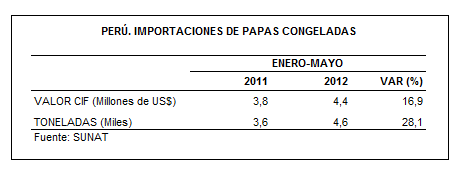 PERÚ. IMPORTACIONES DE PAPAS CONGELADAS
ENERO-MAYO
2011 2012 VAR (%)
VALOR CIF (Millones de US$) 3,8 4,4 16,9
TONELADAS (Miles) 3,6 4,6 28,1
Fuente: SUNAT